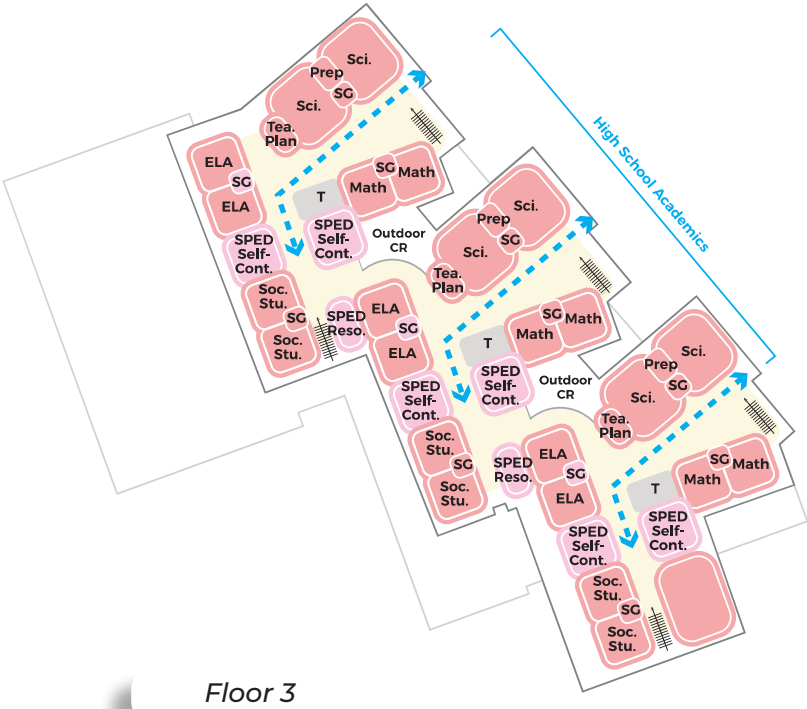 Sci.
Prep
SG
Sci.
Tea.
Plan
ELA
SG
ELA
SPED
Self-
Cont.
Soc.
Stu.
SG
Soc.
Stu.
T
SG
Math
Math
SPED
Self-
Cont.
Outdoor
CR
High School Academics
Sci.
Prep
SG
Sci.
Tea.
Plan
SPED
Reso.
ELA
SG
ELA
SPED
Self-
Cont.
Soc.
Stu.
SG
Soc.
Stu.
T
SG
Math
Math
SPED
Self-
Cont.
Outdoor
CR
Sci.
Prep
SG
Sci.
Tea.
Plan
SPED
Reso.
ELA
SG
ELA
SPED
Self-
Cont.
Soc.
Stu.
SG
Soc.
Stu.
T
SG
Math
Math
SPED
Self-
Cont.
Floor 3